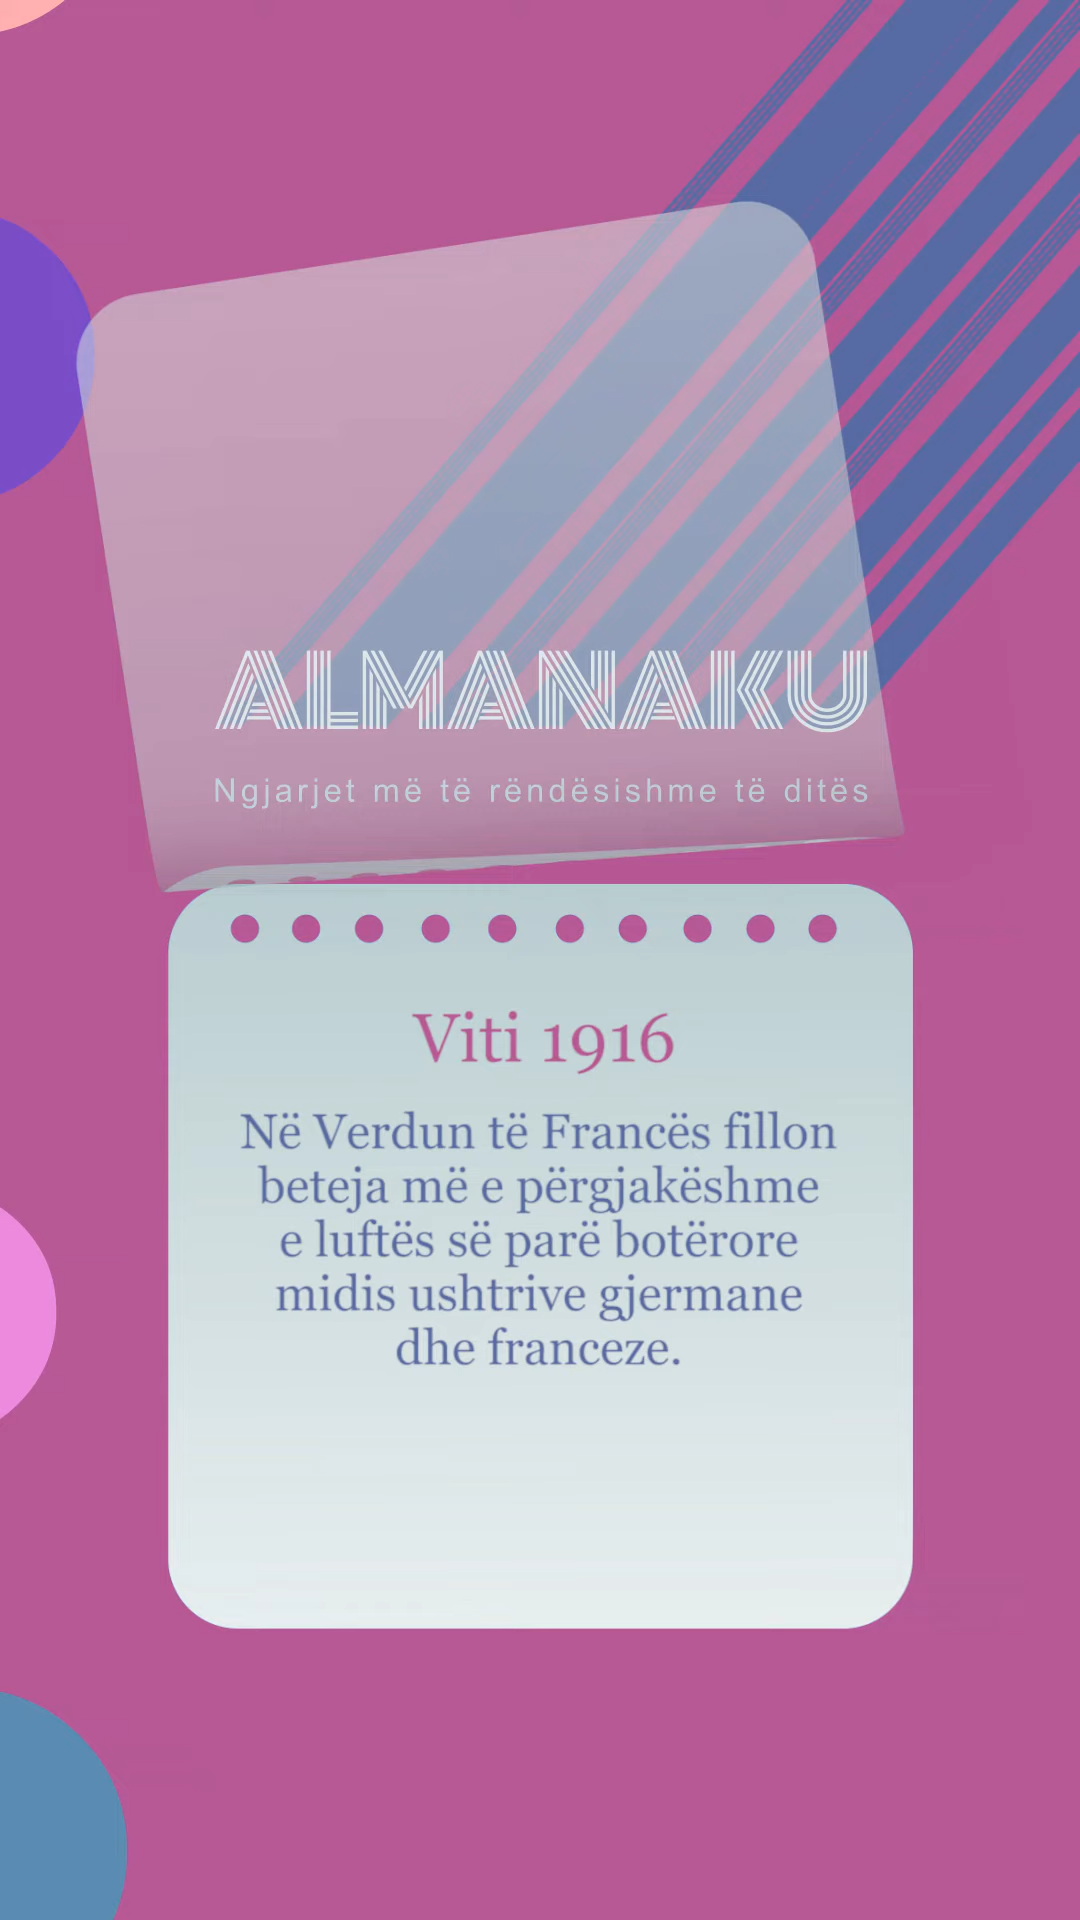 ALMANAKU
Ngjarjet më të rëndësishme të ditës
Viti 1916
Në Verdun të Francës fillon
beteja më e përgjakëshme
e luftës së parë botërore
midis ushtrive gjermane
dhe franceze.